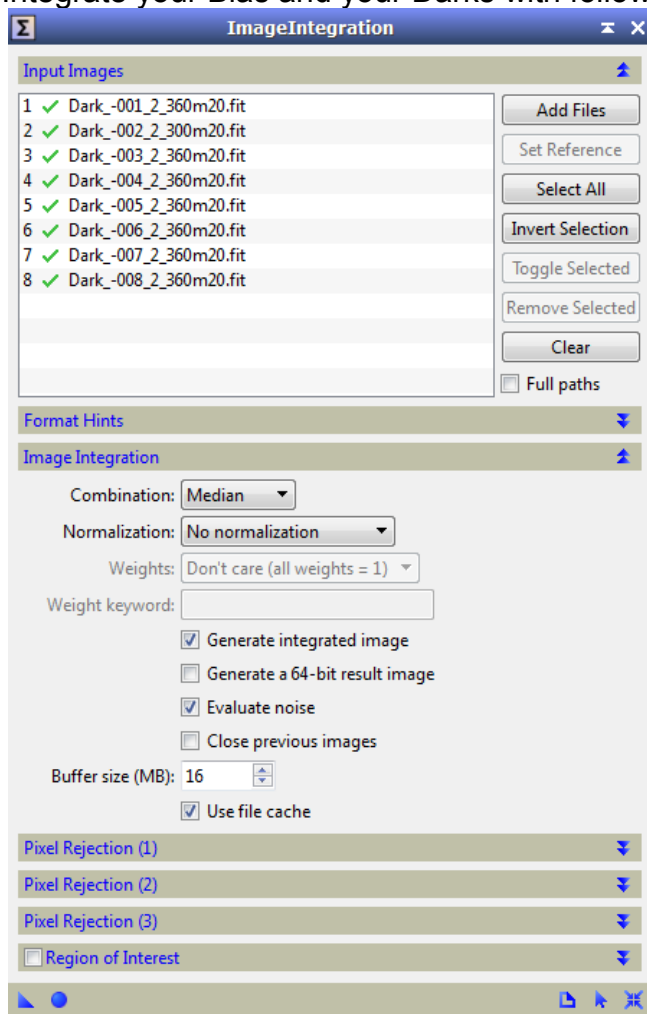 integrate your Bias and your Darks with follow
Σ ImageIntegration
Input Images
1 Dark_-001_2_360m20.fit
2 Dark_-002_2_300m20.fit
3 Dark_-003_2_360m20.fit
4 Dark_-004_2_360m20.fit
5 Dark_-005_2_360m20.fit
6 Dark_-006_2_360m20.fit
7 Dark_-007_2_360m20.fit
8 Dark_-008_2_360m20.fit
Add Files
Set Reference
Select All
Invert Selection
Toggle Selected
Remove Selected
Clear
Full paths
Format Hints
Image Integration
Combination: Median
Normalization: No normalization
Weights: Don't care (all weights = 1)
Weight keyword:
Generate integrated image
Generate a 64-bit result image
Evaluate noise
Close previous images
Buffer size (MB): 16
Use file cache
Pixel Rejection (1)
Pixel Rejection (2)
Pixel Rejection (3)
Region of Interest